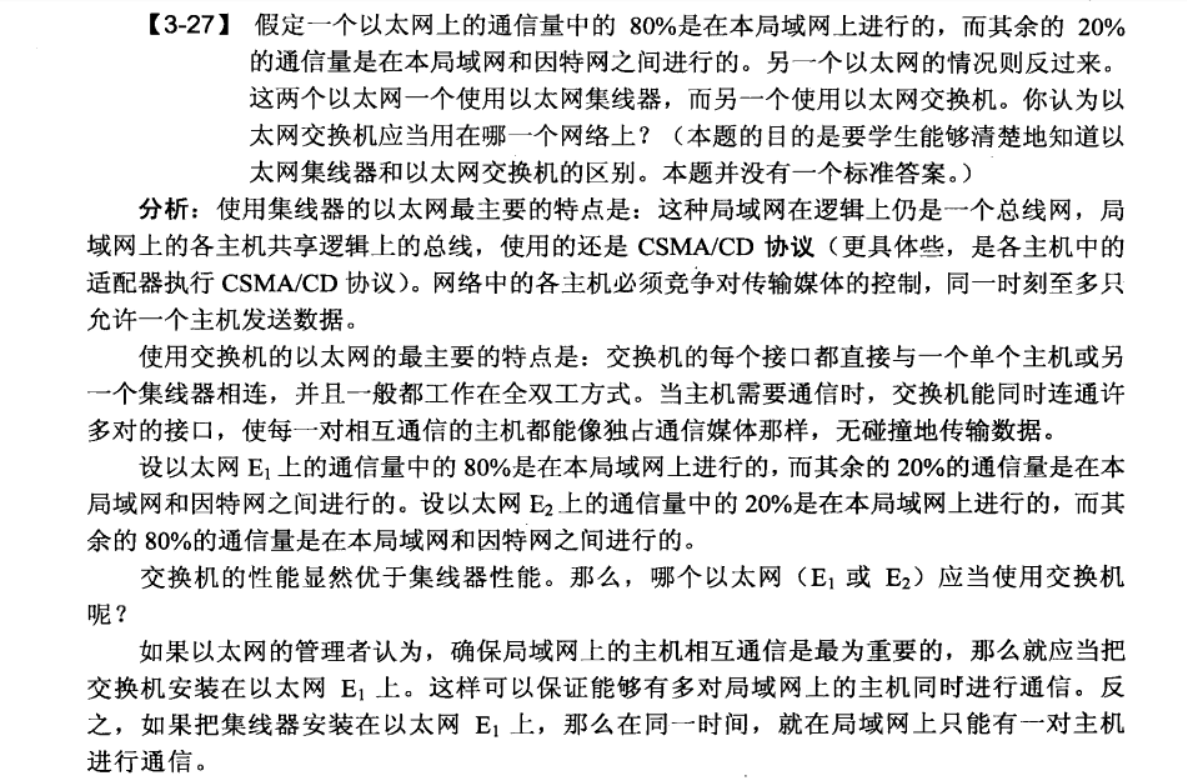 【3-27】 假定一个以太网上的通信量中的 80%是在本局域网上进行的，而其余的 20%
的通信量是在本局域网和因特网之间进行的。另一个以太网的情况则反过来。
这两个以太网一个使用以太网集线器，而另一个使用以太网交换机。你认为以
太网交换机应当用在哪一个网络上？（本题的目的是要学生能够清楚地知道以
太网集线器和以太网交换机的区别。本题并没有一个标准答案。）
分析：使用集线器的以太网最主要的特点是：这种局域网在逻辑上仍是一个总线网，局
域网上的各主机共享逻辑上的总线，使用的还是 CSMA/CD 协议（更具体些，是各主机中的
适配器执行 CSMA/CD 协议）。网络中的各主机必须竞争对传输媒体的控制，同一时刻至多只
允许一个主机发送数据。
使用交换机的以太网的最主要的特点是：交换机的每个接口都直接与一个单个主机或另
一个集线器相连，并且一般都工作在全双工方式。当主机需要通信时，交换机能同时连通许
多对的接口，使每一对相互通信的主机都能像独占通信媒体那样，无碰撞地传输数据。
设以太网 E₁ 上的通信量中的 80%是在本局域网上进行的，而其余的 20%的通信量是在本
局域网和因特网之间进行的。设以太网 E₂ 上的通信量中的 20%是在本局域网上进行的，而其
余的 80%的通信量是在本局域网和因特网之间进行的。
交换机的性能显然优于集线器性能。那么，哪个以太网（E₁ 或 E₂）应当使用交换机
呢？
如果以太网的管理者认为，确保局域网上的主机相互通信是最为重要的，那么就应当把
交换机安装在以太网 E₁ 上。这样可以保证能够有多对局域网上的主机同时进行通信。反
之，如果把集线器安装在以太网 E₁ 上，那么在同一时间，就在局域网上只能有一对主机
进行通信。